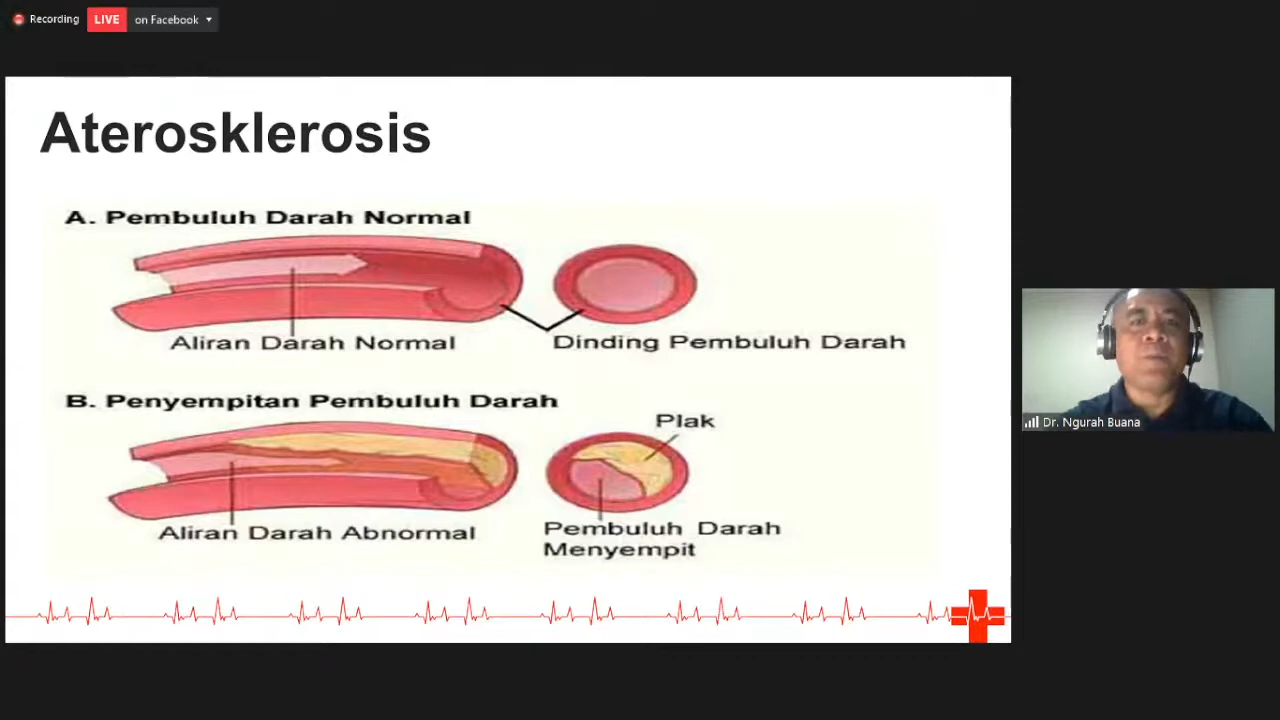 Recording
LIVE on Facebook
Aterosklerosis
A. Pembuluh Darah Normal
Aliran Darah Normal
Dinding Pembuluh Darah
B. Penyempitan Pembuluh Darah
Plak
Aliran Darah Abnormal
Pembuluh Darah
Menyempit
Dr. Ngurah Buana